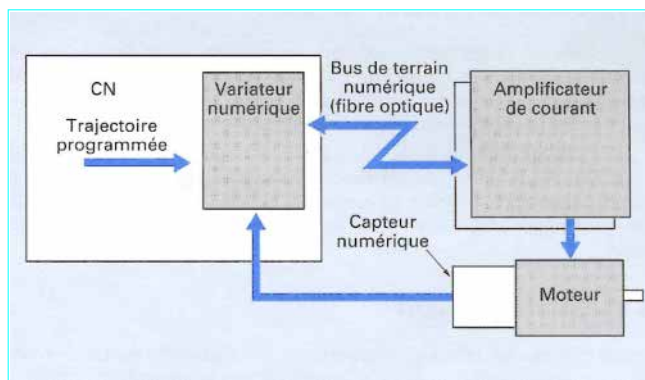 CN
Trajectoire
programmée
Variateur
numérique
Bus de terrain
numérique
(fibre optique)
Amplificateur
de courant
Capteur
numérique
Moteur